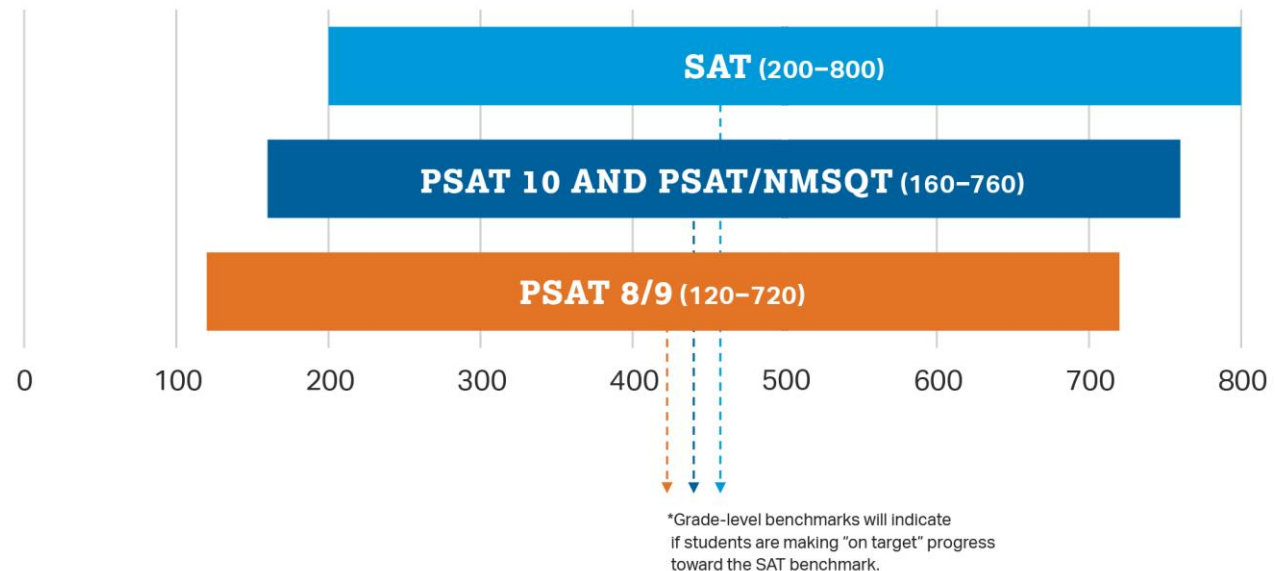 SAT (200–800)
PSAT 10 AND PSAT/NMSQT (160–760)
PSAT 8/9 (120–720)
0 100 200 300 400 500 600 700 800
*Grade-level benchmarks will indicate
if students are making "on target" progress
toward the SAT benchmark.